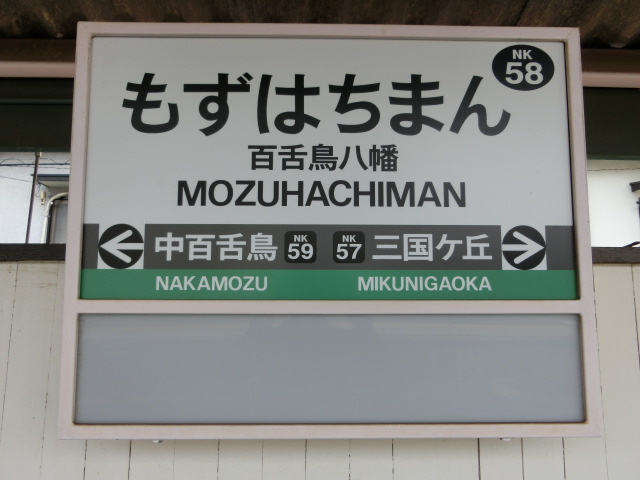 NK
58
もずはちまん
百舌鳥八幡
MOZUHACHIMAN
中百舌鳥 NK 59 NK 57 三国ケ丘
NAKAMOZU MIKUNIGAOKA